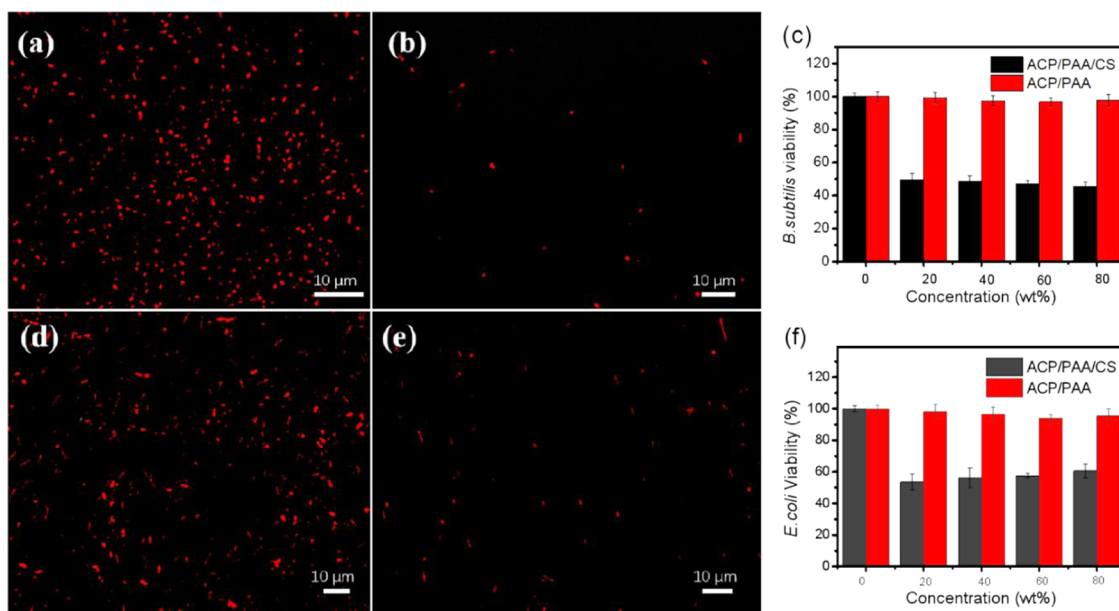 (a)
10 µm
(b)
10 µm
(c)
ACP/PAA/CS
ACP/PAA
120
100
80
60
40
20
0
B.subtilis viability (%)
0 20 40 60 80
Concentration (wt%)
(d)
10 µm
(e)
10 µm
(f)
ACP/PAA/CS
ACP/PAA
120
100
80
60
40
20
0
E.coli Viability (%)
0 20 40 60 80
Concentration (wt%)